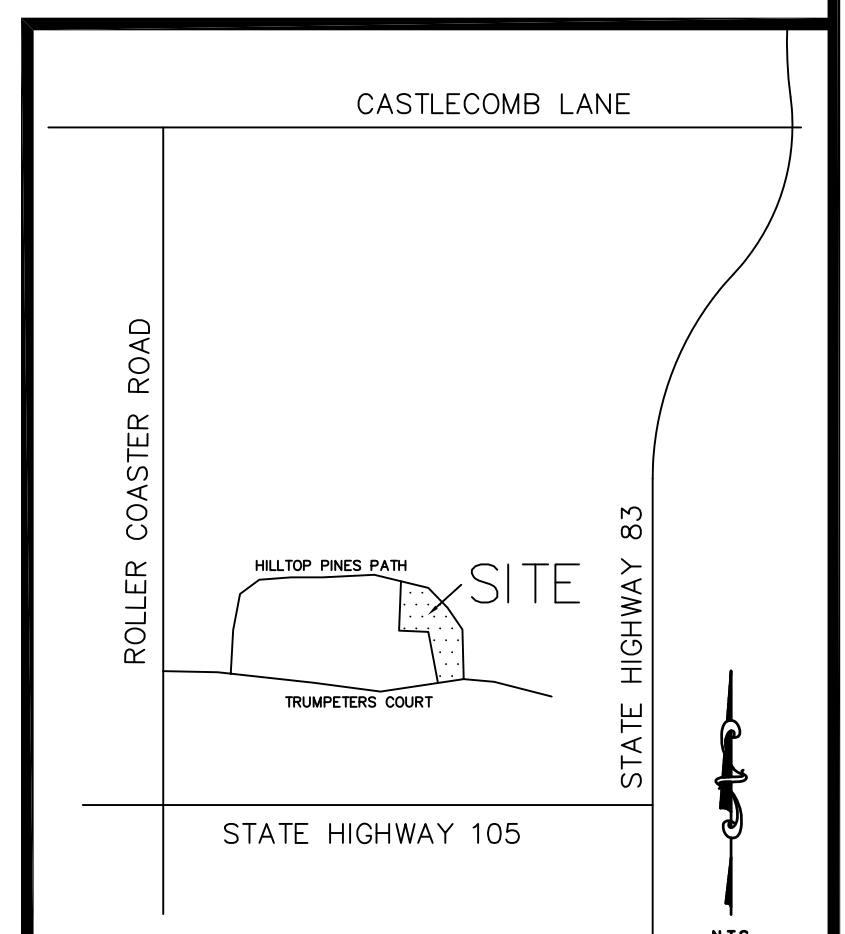 CASTLECOMB LANE
ROLLER COASTER ROAD
HILLTOP PINES PATH
SITE
STATE HIGHWAY 83
TRUMPETERS COURT
STATE HIGHWAY 105